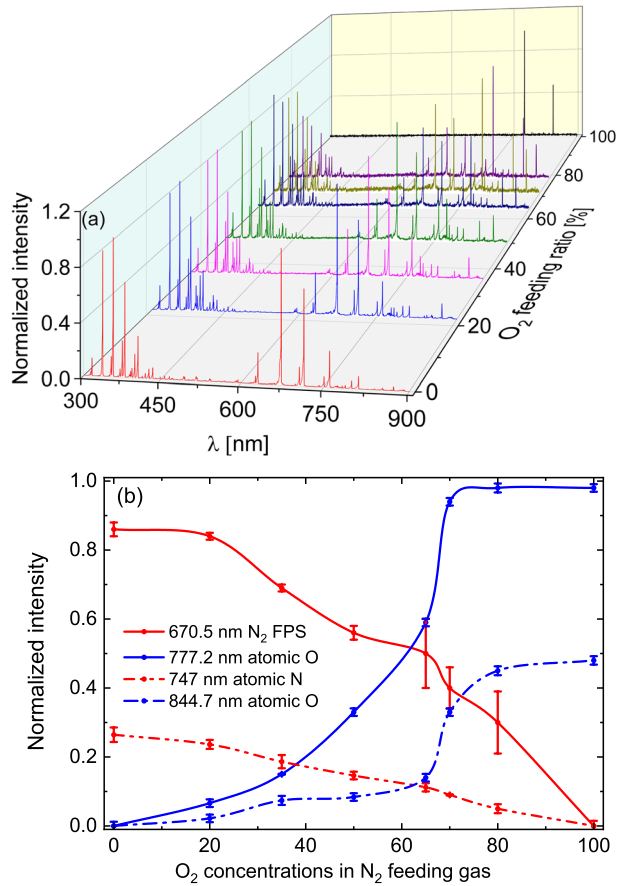 (a)
Normalized intensity
1.2
0.8
0.4
0.0
300
450
600
750
900
λ [nm]
0
20
40
60
80
100
O₂ feeding ratio [%]
(b)
Normalized intensity
1.0
0.8
0.6
0.4
0.2
0.0
670.5 nm N₂ FPS
777.2 nm atomic O
747 nm atomic N
844.7 nm atomic O
0
20
40
60
80
100
O₂ concentrations in N₂ feeding gas